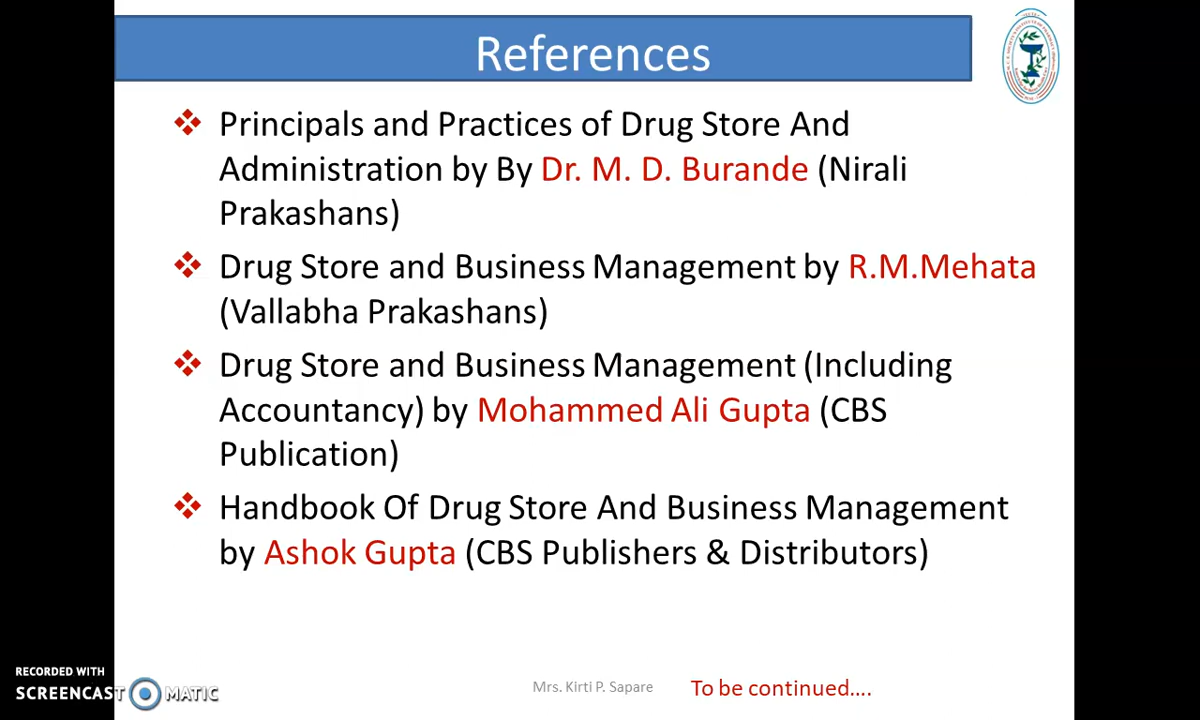 References
❖ Principals and Practices of Drug Store And
Administration by By Dr. M. D. Burande (Nirali
Prakashans)
❖ Drug Store and Business Management by R.M.Mehata
(Vallabha Prakashans)
❖ Drug Store and Business Management (Including
Accountancy) by Mohammed Ali Gupta (CBS
Publication)
❖ Handbook Of Drug Store And Business Management
by Ashok Gupta (CBS Publishers & Distributors)
RECORDED WITH
SCREENCAST MATIC
Mrs. Kirti P. Sapare
To be continued....